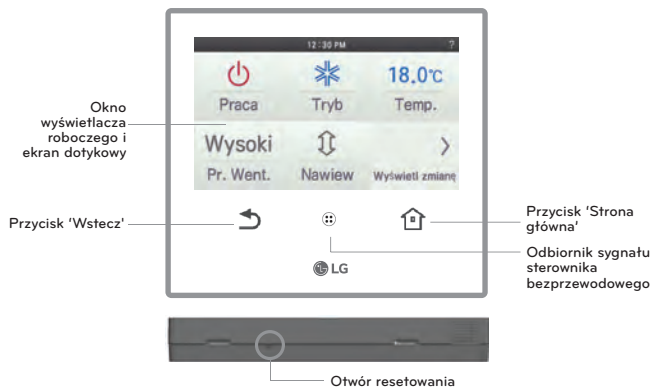 12:30 PM
?
18.0℃
Praca
Tryb
Temp.
Okno
wyświetlacza
roboczego i
ekran dotykowy
Wysoki
Pr. Went.
Nawiew
Wyświetl zmianę
Przycisk 'Wstecz'
Przycisk 'Strona
główna'
LG
Odbiornik sygnału
sterownika
bezprzewodowego
Otwór resetowania